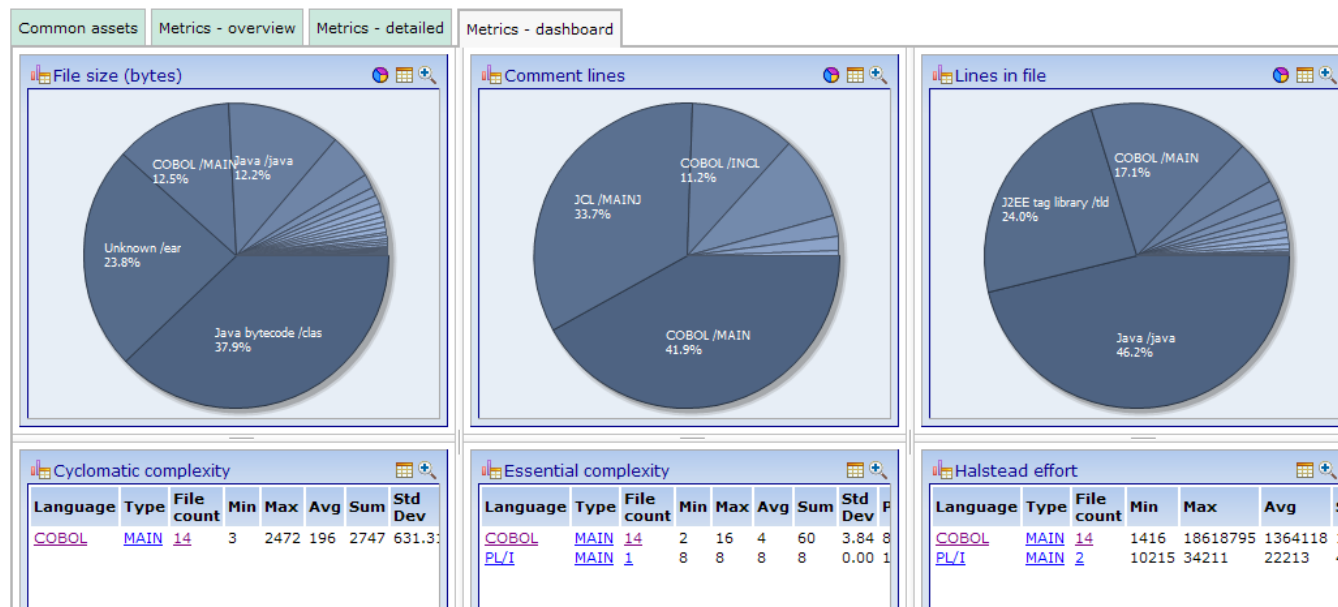 Common assets Metrics - overview Metrics - detailed Metrics - dashboard
File size (bytes)
COBOL /MAIN
12.5%
Java /java
12.2%
Unknown /ear
23.8%
Java bytecode /clas
37.9%
Comment lines
COBOL /INCL
11.2%
JCL /MAINJ
33.7%
COBOL /MAIN
41.9%
Lines in file
COBOL /MAIN
17.1%
J2EE tag library /tld
24.0%
Java /java
46.2%
Cyclomatic complexity
Language Type File count Min Max Avg Sum Std Dev
COBOL MAIN 14 3 2472 196 2747 631.31
Essential complexity
Language Type File count Min Max Avg Sum Std Dev
COBOL MAIN 14 2 16 4 60 3.84 8
PL/I MAIN 1 8 8 8 8 0.00 1
Halstead effort
Language Type File count Min Max Avg
COBOL MAIN 14 1416 18618795 1364118
PL/I MAIN 2 10215 34211 22213